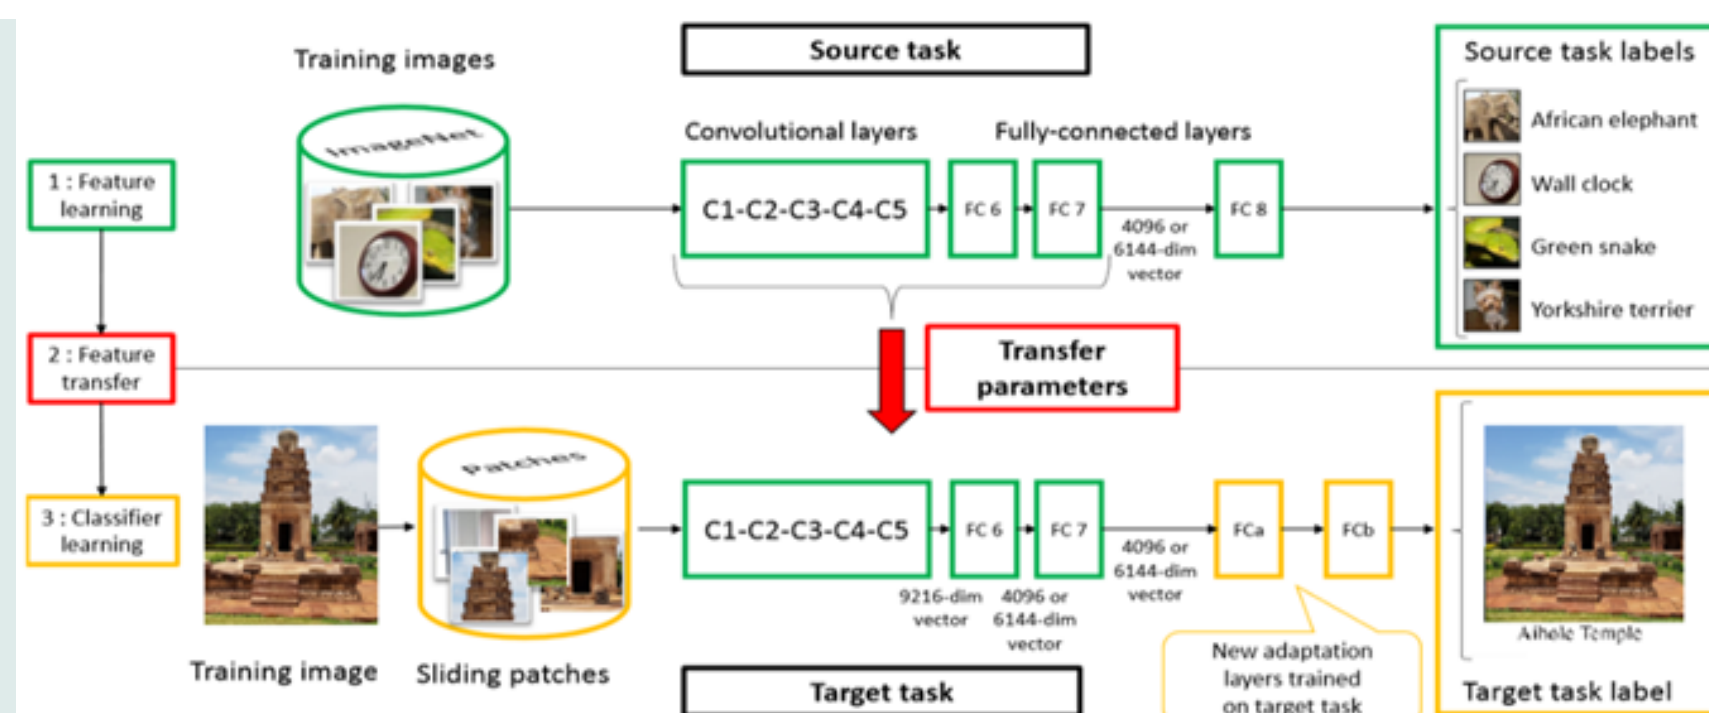 Source task
Training images
Source task labels
ImageNet
Convolutional layers
Fully-connected layers
African elephant
1 : Feature
learning
C1-C2-C3-C4-C5
FC 6
FC 7
FC 8
4096 or
6144-dim
vector
Wall clock
Green snake
Yorkshire terrier
2 : Feature
transfer
Transfer
parameters
Patches
3 : Classifier
learning
C1-C2-C3-C4-C5
FC 6
FC 7
FCa
FCb
9216-dim
vector
4096 or
6144-dim
vector
4096 or
6144-dim
vector
Aihole Temple
New adaptation
layers trained
on target task
Training image
Sliding patches
Target task
Target task label